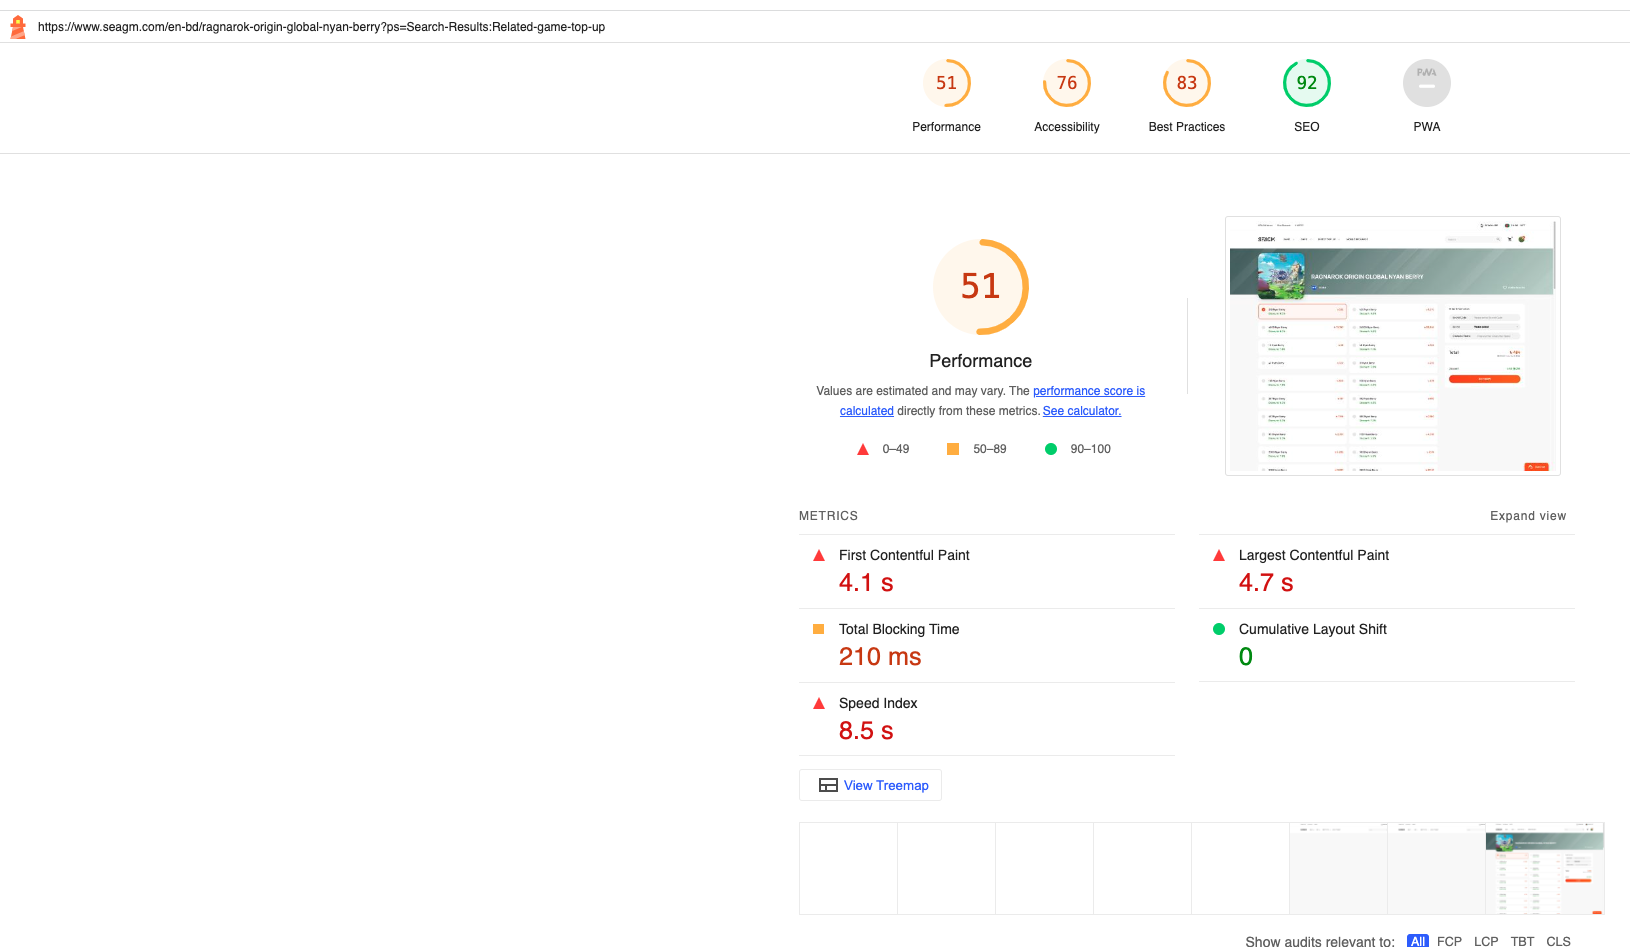 https://www.seagm.com/en-bd/ragnarok-origin-global-nyan-berry?ps=Search-Results:Related-game-top-up
51
76
83
92
PWA
Performance
Accessibility
Best Practices
SEO
PWA
51
Performance
Values are estimated and may vary. The performance score is
calculated directly from these metrics. See calculator.
0–49
50–89
90–100
RAGNAROK ORIGIN GLOBAL NYAN BERRY
METRICS
Expand view
First Contentful Paint
4.1 s
Largest Contentful Paint
4.7 s
Total Blocking Time
210 ms
Cumulative Layout Shift
0
Speed Index
8.5 s
View Treemap
Show audits relevant to: All FCP LCP TBT CLS